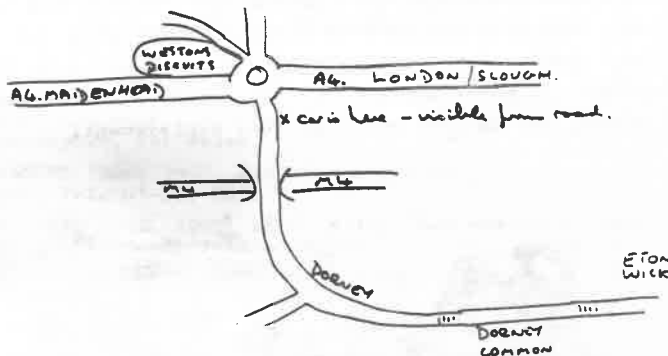 WESTONS
BISCUITS
A4. MAIDENHEAD
A4. LONDON / SLOUGH.
x car is here - visible from road.
M4
M4
DORNEY
ETON
WICK
DORNEY
COMMON